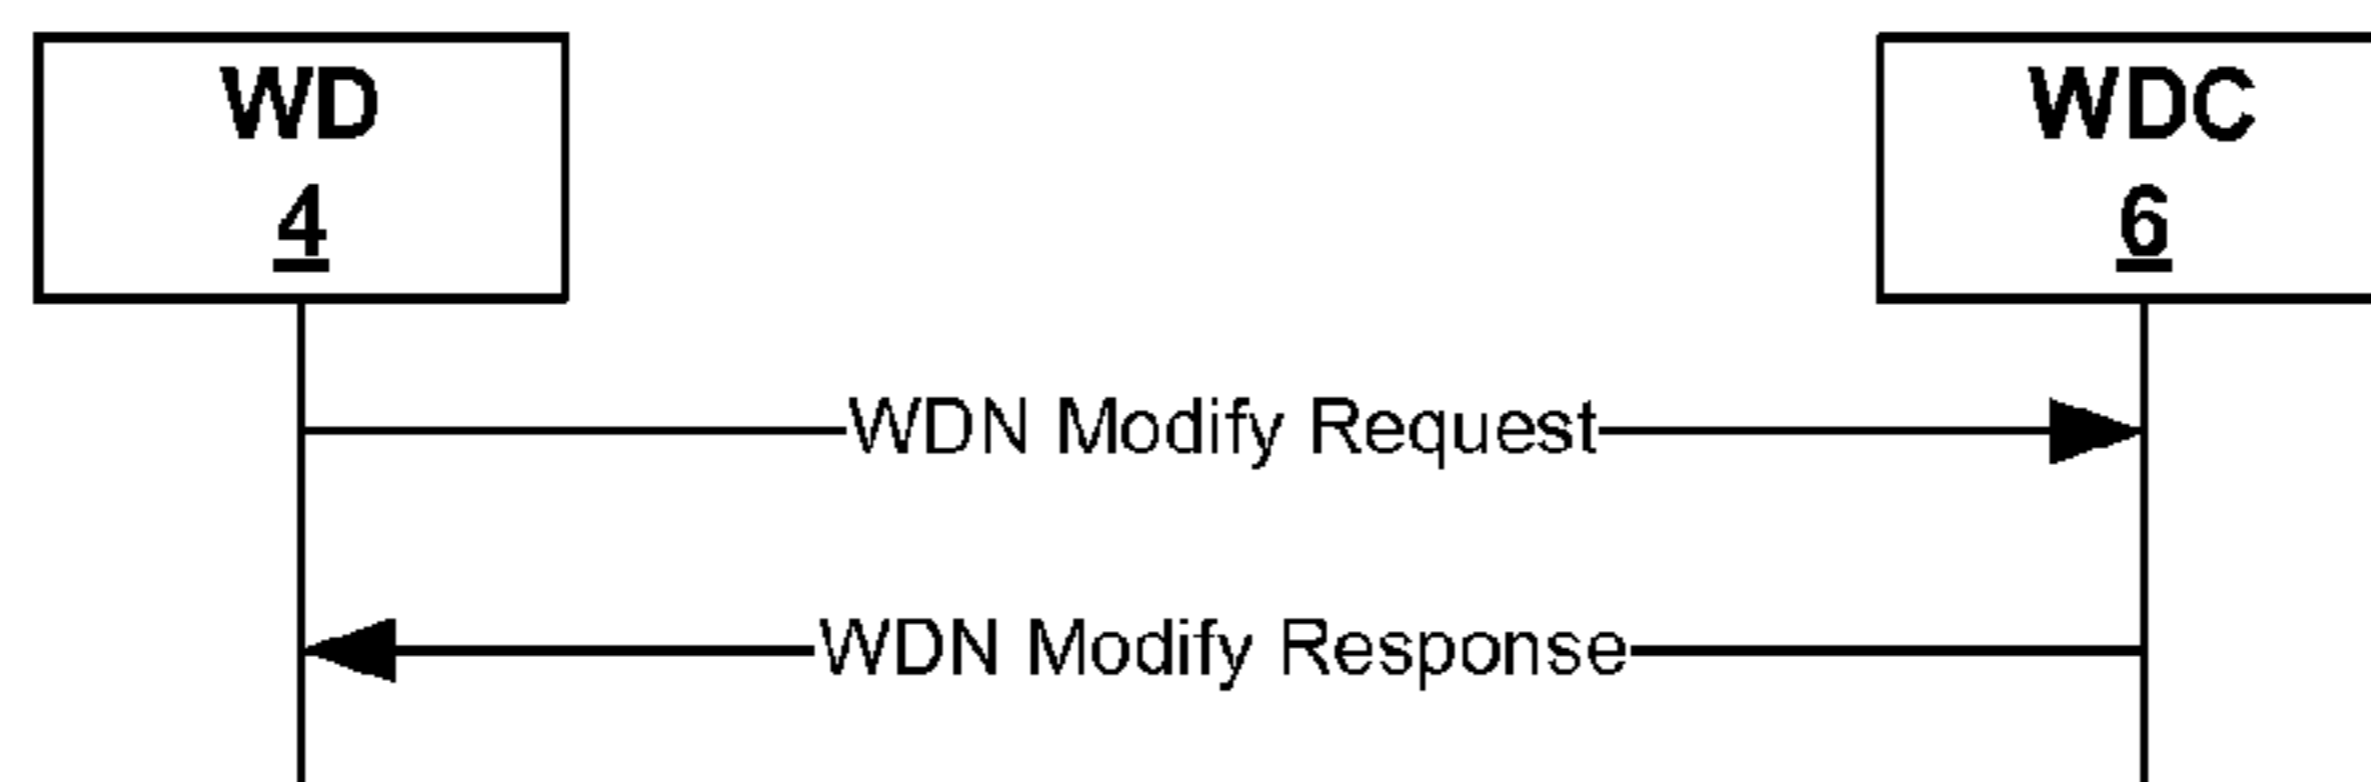 WD
4
WDC
6
WDN Modify Request
WDN Modify Response